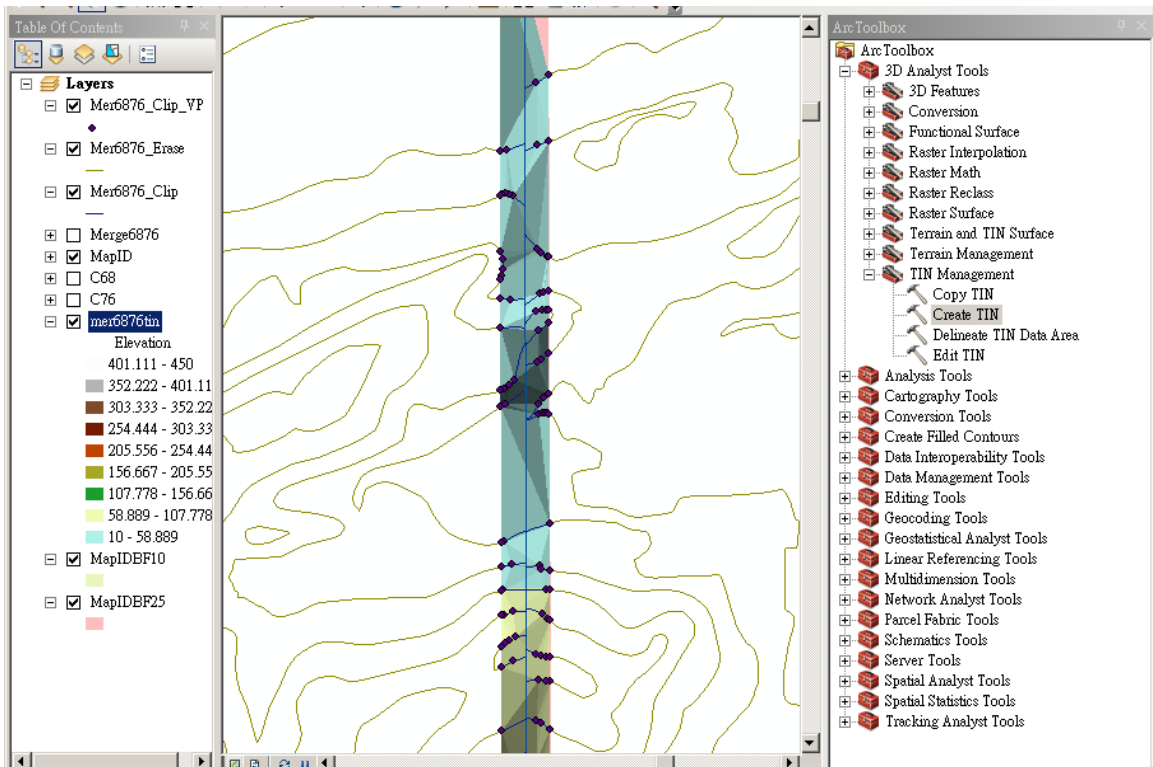 Table Of Contents
Layers
Mer6876_Clip_VP
Mer6876_Erase
Mer6876_Clip
Merge6876
MapID
C68
C76
mer6876tin
Elevation
401.111 - 450
352.222 - 401.11
303.333 - 352.22
254.444 - 303.33
205.556 - 254.44
156.667 - 205.55
107.778 - 156.66
58.889 - 107.778
10 - 58.889
MapIDBF10
MapIDBF25
ArcToolbox
ArcToolbox
3D Analyst Tools
3D Features
Conversion
Functional Surface
Raster Interpolation
Raster Math
Raster Reclass
Raster Surface
Terrain and TIN Surface
Terrain Management
TIN Management
Copy TIN
Create TIN
Delineate TIN Data Area
Edit TIN
Analysis Tools
Cartography Tools
Conversion Tools
Create Filled Contours
Data Interoperability Tools
Data Management Tools
Editing Tools
Geocoding Tools
Geostatistical Analyst Tools
Linear Referencing Tools
Multidimension Tools
Network Analyst Tools
Parcel Fabric Tools
Schematics Tools
Server Tools
Spatial Analyst Tools
Spatial Statistics Tools
Tracking Analyst Tools